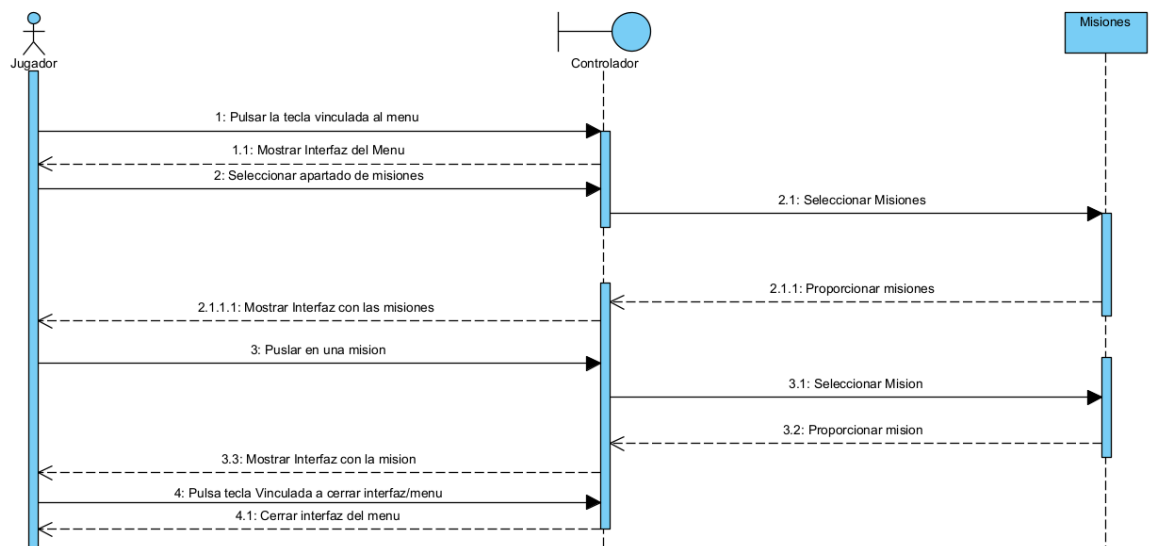 Jugador
Controlador
Misiones
1: Pulsar la tecla vinculada al menu
1.1: Mostrar Interfaz del Menu
2: Seleccionar apartado de misiones
2.1: Seleccionar Misiones
2.1.1: Proporcionar misiones
2.1.1.1: Mostrar Interfaz con las misiones
3: Puslar en una mision
3.1: Seleccionar Mision
3.2: Proporcionar mision
3.3: Mostrar Interfaz con la mision
4: Pulsa tecla Vinculada a cerrar interfaz/menu
4.1: Cerrar interfaz del menu